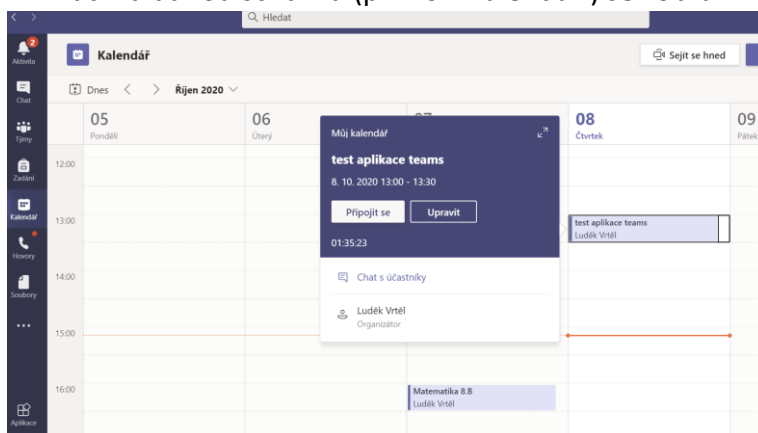 Hledat
2
Aktivita
Kalendář
Sejít se hned
Chat
Dnes
Říjen 2020
Týmy
05
Pondělí
06
Úterý
08
Čtvrtek
09
Pátek
Zadání
12:00
Můj kalendář
test aplikace teams
8. 10. 2020 13:00 - 13:30
Připojit se
Upravit
01:35:23
Chat s účastníky
Luděk Vrtěl
Organizátor
Kalendář
13:00
test aplikace teams
Luděk Vrtěl
Hovory
14:00
Soubory
15:00
16:00
Matematika 8.B
Luděk Vrtěl
Aplikace